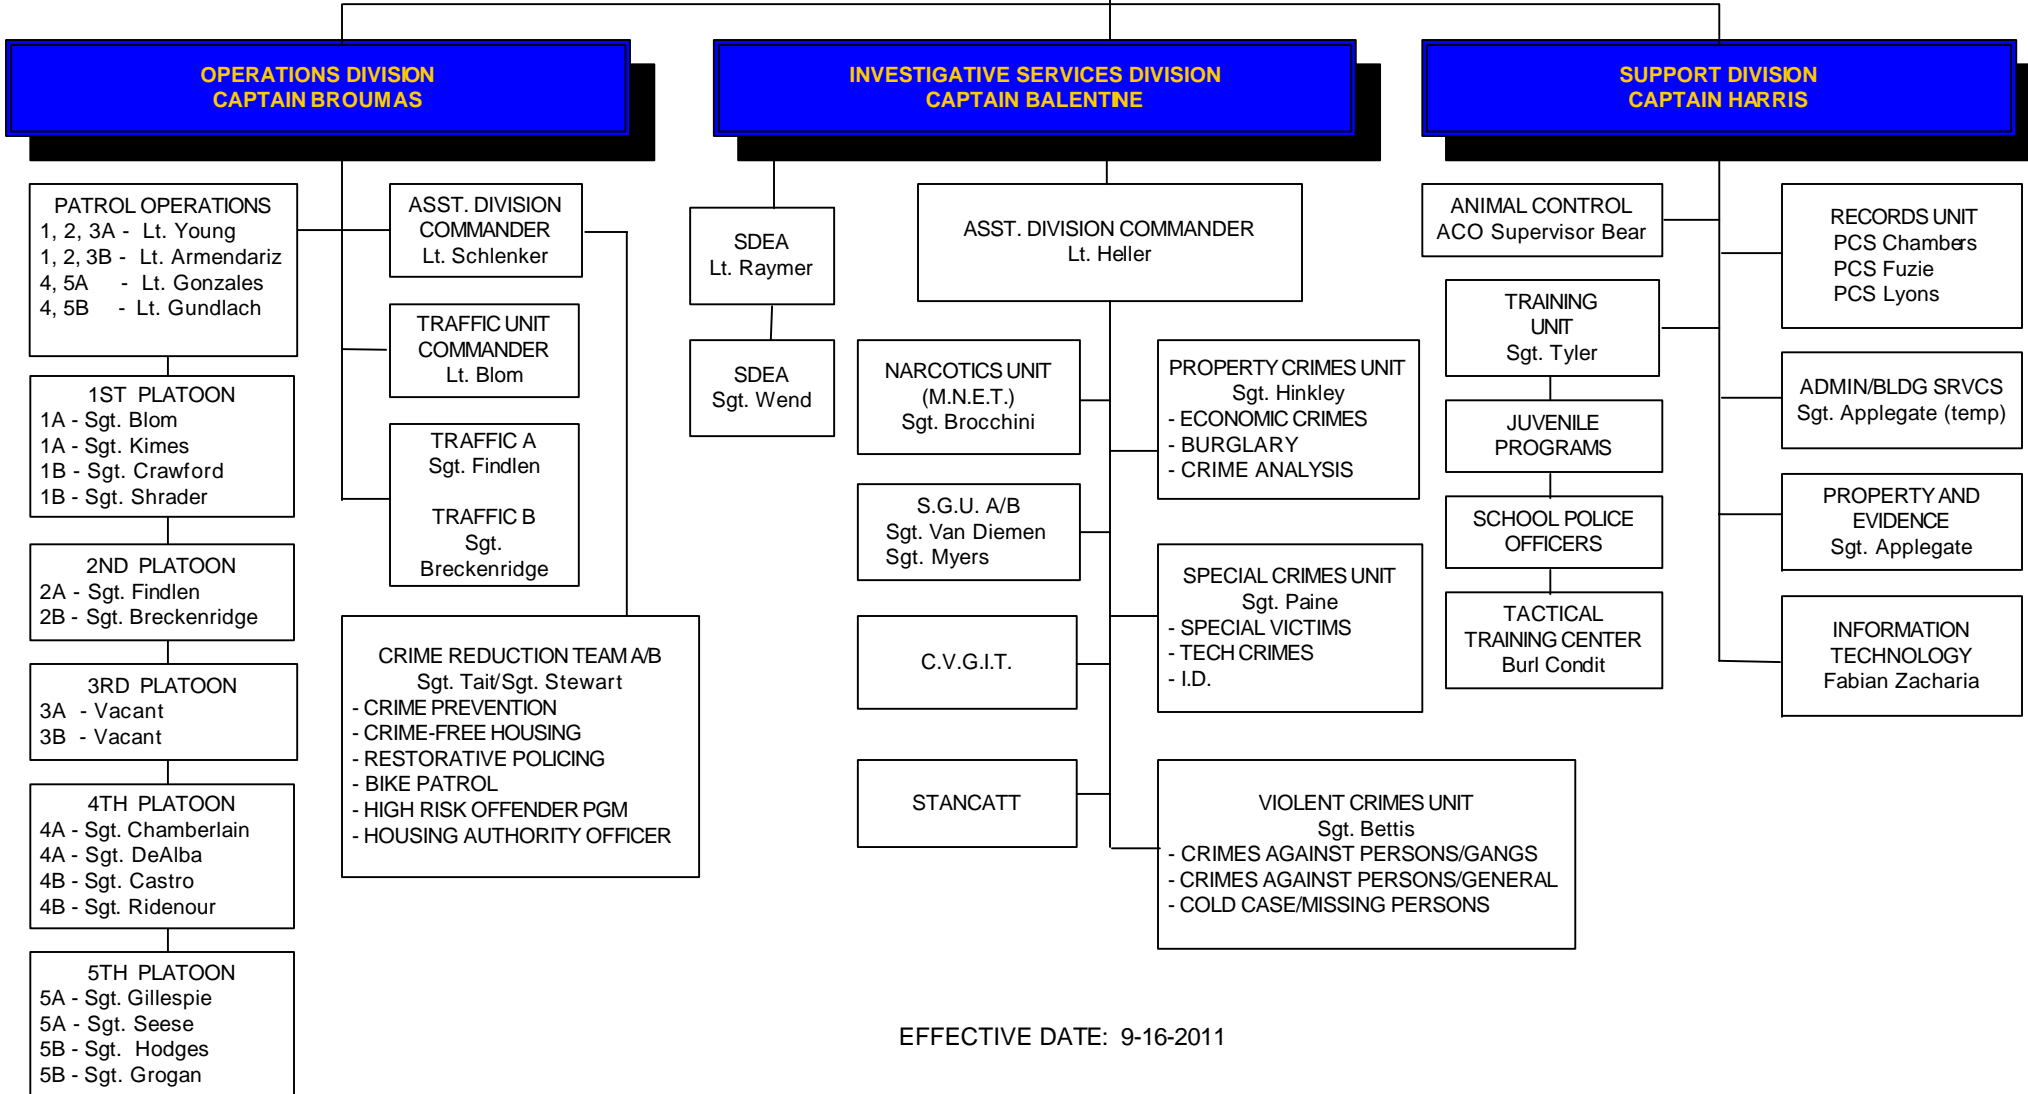 OPERATIONS DIVISION
CAPTAIN BROUMAS
INVESTIGATIVE SERVICES DIVISION
CAPTAIN BALENTINE
SUPPORT DIVISION
CAPTAIN HARRIS
PATROL OPERATIONS
1, 2, 3A - Lt. Young
1, 2, 3B - Lt. Armendariz
4, 5A - Lt. Gonzales
4, 5B - Lt. Gundlach
1ST PLATOON
1A - Sgt. Blom
1A - Sgt. Kimes
1B - Sgt. Crawford
1B - Sgt. Shrader
2ND PLATOON
2A - Sgt. Findlen
2B - Sgt. Breckenridge
3RD PLATOON
3A - Vacant
3B - Vacant
4TH PLATOON
4A - Sgt. Chamberlain
4A - Sgt. DeAlba
4B - Sgt. Castro
4B - Sgt. Ridenour
5TH PLATOON
5A - Sgt. Gillespie
5A - Sgt. Seese
5B - Sgt. Hodges
5B - Sgt. Grogan
ASST. DIVISION
COMMANDER
Lt. Schlenker
TRAFFIC UNIT
COMMANDER
Lt. Blom
TRAFFIC A
Sgt. Findlen
TRAFFIC B
Sgt.
Breckenridge
CRIME REDUCTION TEAM A/B
Sgt. Tait/Sgt. Stewart
- CRIME PREVENTION
- CRIME-FREE HOUSING
- RESTORATIVE POLICING
- BIKE PATROL
- HIGH RISK OFFENDER PGM
- HOUSING AUTHORITY OFFICER
SDEA
Lt. Raymer
SDEA
Sgt. Wend
ASST. DIVISION COMMANDER
Lt. Heller
NARCOTICS UNIT
(M.N.E.T.)
Sgt. Brocchini
S.G.U. A/B
Sgt. Van Diemen
Sgt. Myers
C.V.G.I.T.
STANCATT
PROPERTY CRIMES UNIT
Sgt. Hinkley
- ECONOMIC CRIMES
- BURGLARY
- CRIME ANALYSIS
SPECIAL CRIMES UNIT
Sgt. Paine
- SPECIAL VICTIMS
- TECH CRIMES
- I.D.
VIOLENT CRIMES UNIT
Sgt. Bettis
- CRIMES AGAINST PERSONS/GANGS
- CRIMES AGAINST PERSONS/GENERAL
- COLD CASE/MISSING PERSONS
ANIMAL CONTROL
ACO Supervisor Bear
TRAINING
UNIT
Sgt. Tyler
JUVENILE
PROGRAMS
SCHOOL POLICE
OFFICERS
TACTICAL
TRAINING CENTER
Burl Condit
RECORDS UNIT
PCS Chambers
PCS Fuzie
PCS Lyons
ADMIN/BLDG SRVCS
Sgt. Applegate (temp)
PROPERTY AND
EVIDENCE
Sgt. Applegate
INFORMATION
TECHNOLOGY
Fabian Zacharia
EFFECTIVE DATE: 9-16-2011